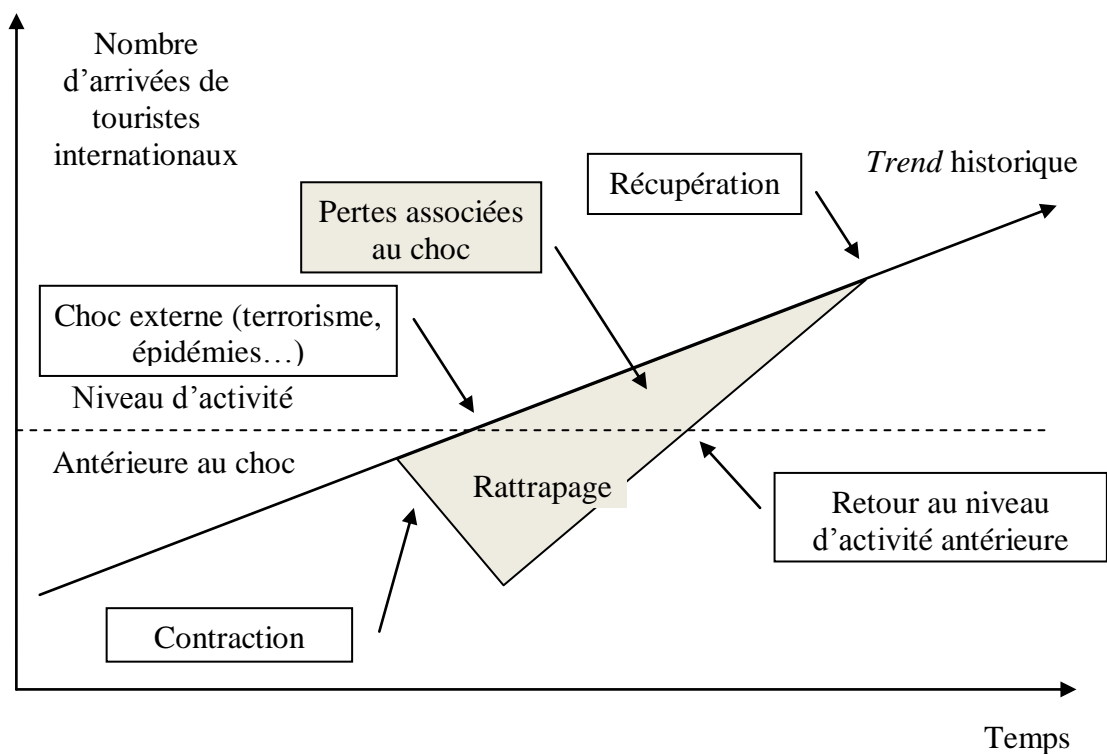 Nombre
d’arrivées de
touristes
internationaux
Trend historique
Récupération
Pertes associées
au choc
Choc externe (terrorisme,
épidémies…)
Niveau d’activité
Antérieure au choc
Rattrapage
Retour au niveau
d’activité antérieure
Contraction
Temps